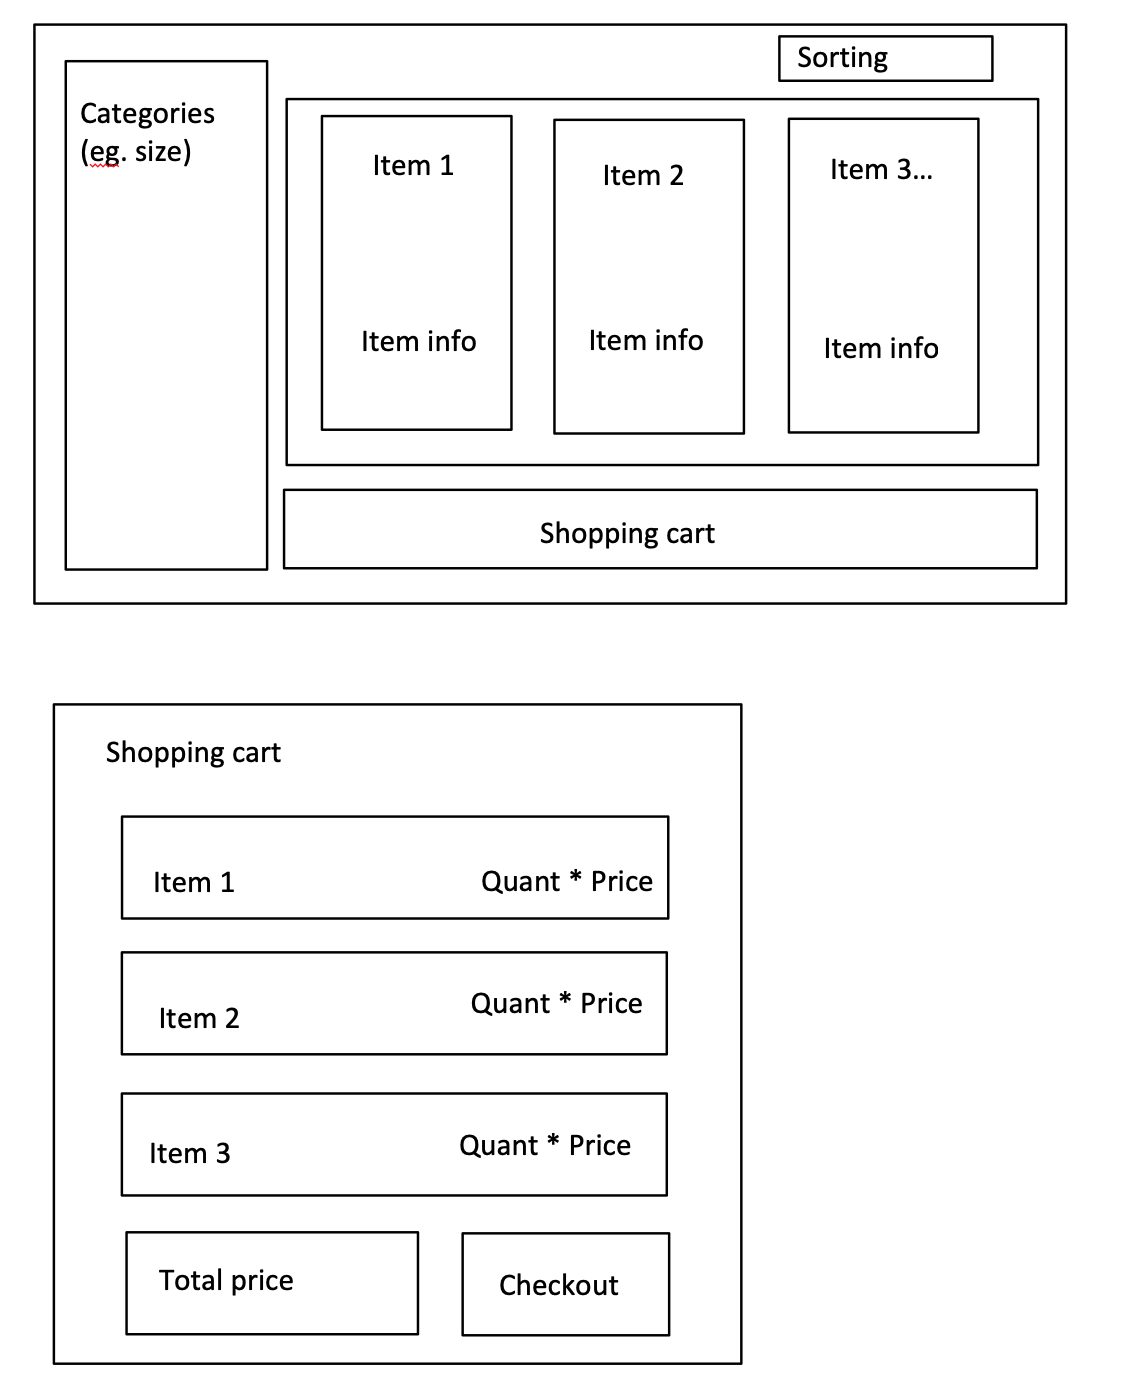 Sorting
Categories
(eg. size)
Item 1
Item 2
Item 3...
Item info
Item info
Item info
Shopping cart
Shopping cart
Item 1
Quant * Price
Item 2
Quant * Price
Item 3
Quant * Price
Total price
Checkout